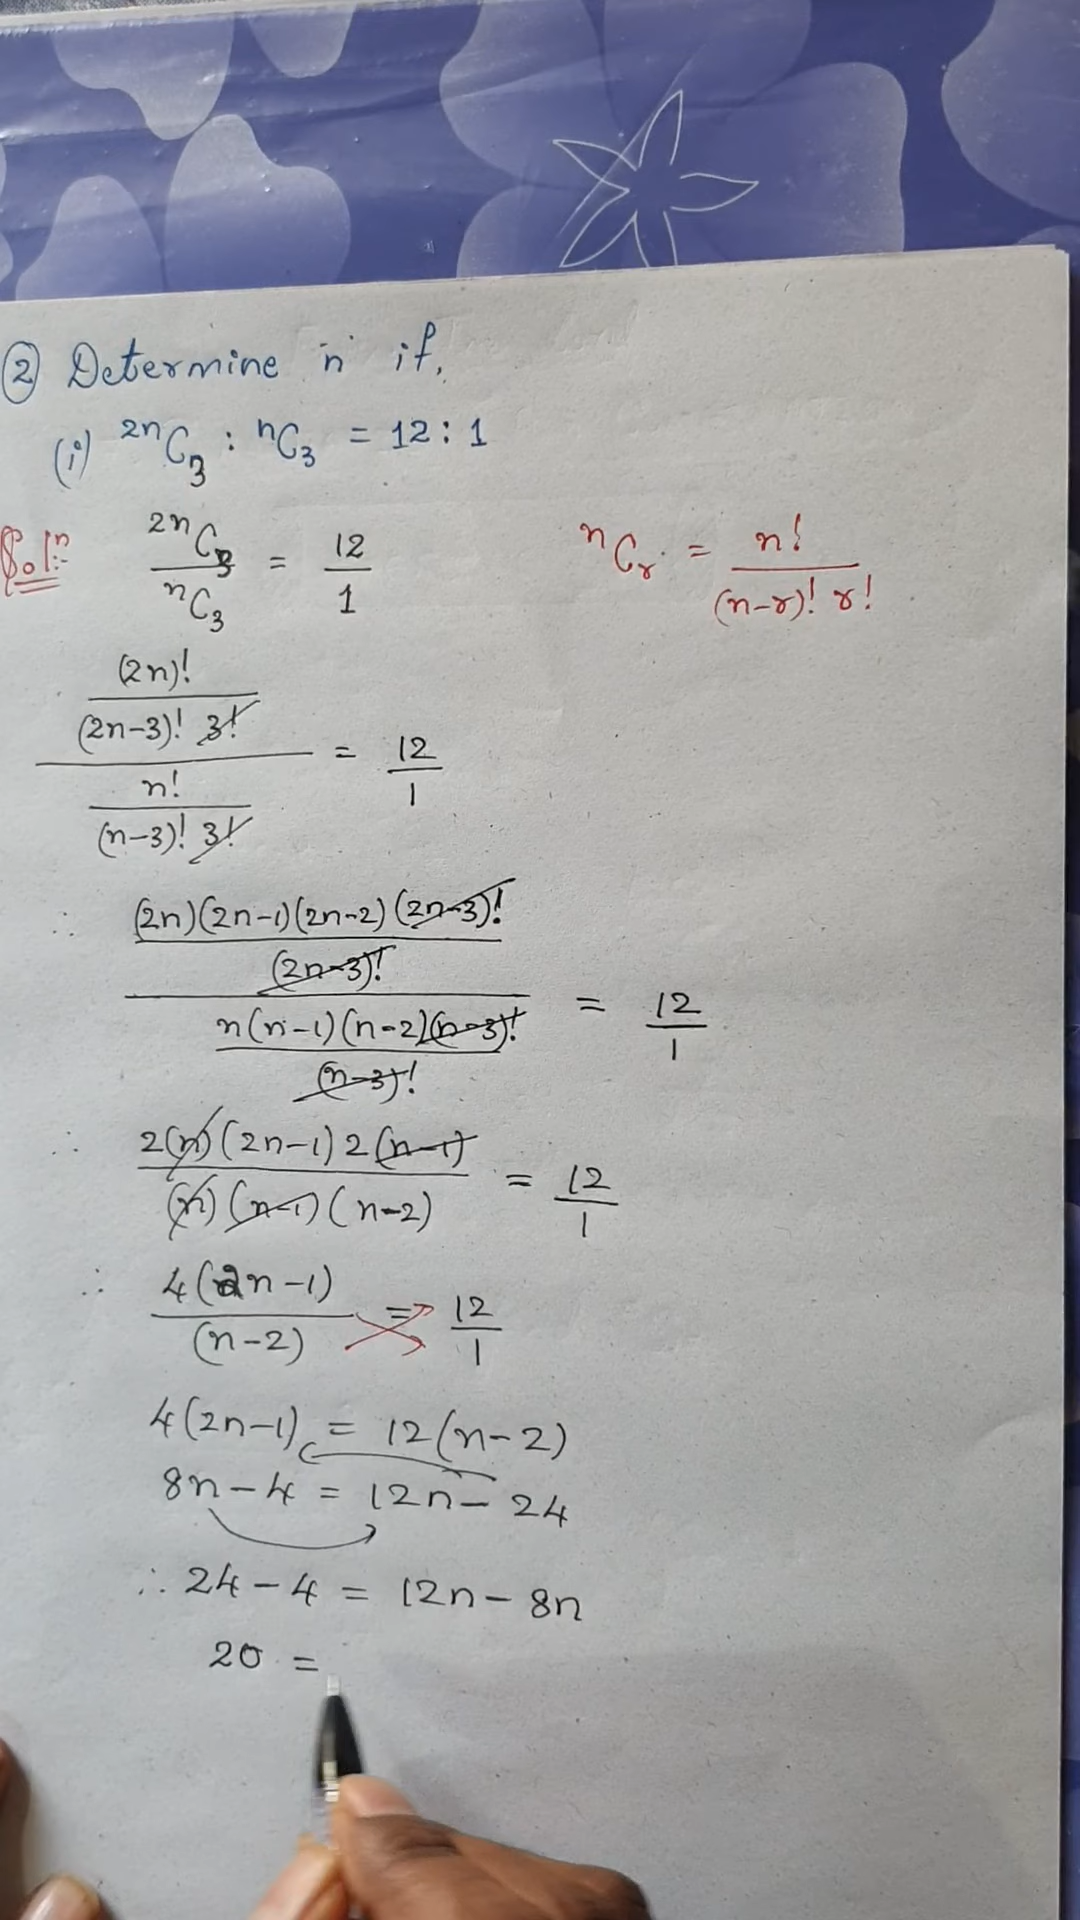 ② Determine 'n' if,
(i) ²ⁿC₃ : ⁿC₃ = 12 : 1
Solⁿ:- ²ⁿC₃ / ⁿC₃ = 12/1
ⁿCᵣ = n! / (n-r)! r!
((2n)! / (2n-3)! 3!) / (n! / (n-3)! 3!) = 12/1
∴ ((2n)(2n-1)(2n-2)(2n-3)! / (2n-3)!) / (n(n-1)(n-2)(n-3)! / (n-3)!) = 12/1
∴ 2(n)(2n-1)2(n-1) / (n)(n-1)(n-2) = 12/1
∴ 4(2n-1) / (n-2) = 12/1
4(2n-1) = 12(n-2)
8n-4 = 12n-24
∴ 24-4 = 12n-8n
20 =